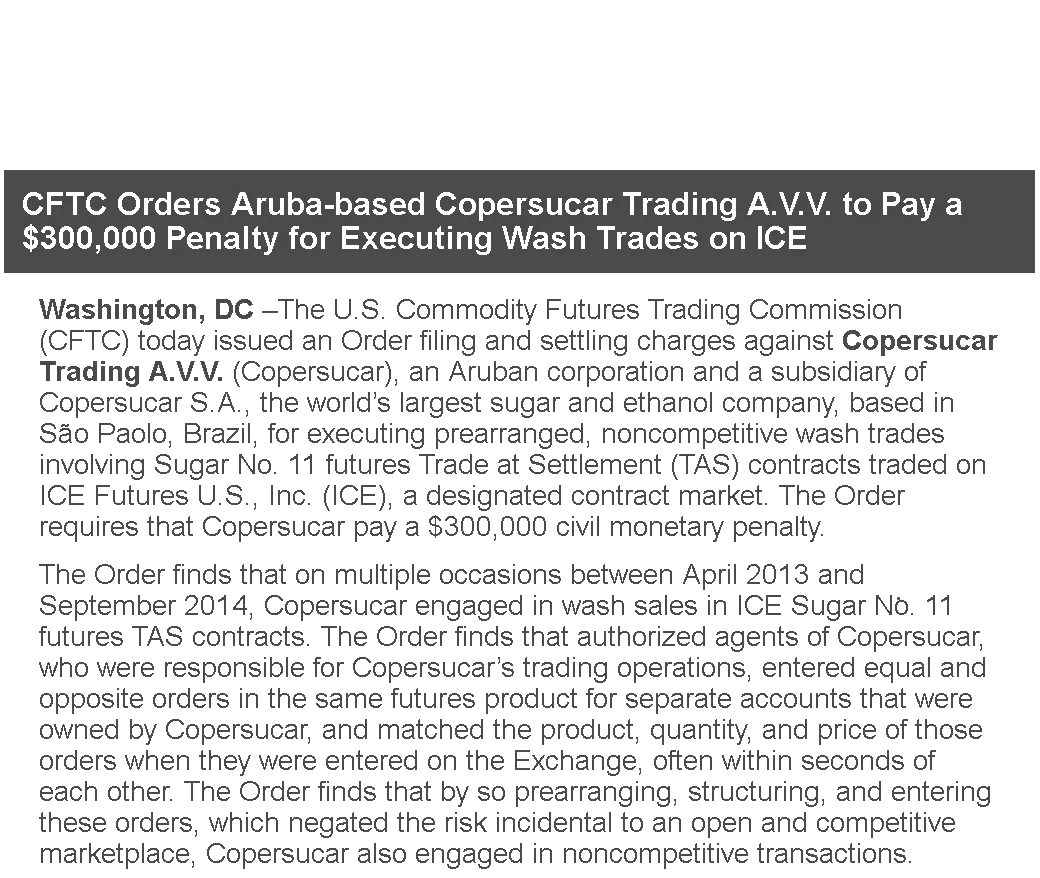 CFTC Orders Aruba-based Copersucar Trading A.V.V. to Pay a
$300,000 Penalty for Executing Wash Trades on ICE
Washington, DC –The U.S. Commodity Futures Trading Commission
(CFTC) today issued an Order filing and settling charges against Copersucar
Trading A.V.V. (Copersucar), an Aruban corporation and a subsidiary of
Copersucar S.A., the world’s largest sugar and ethanol company, based in
São Paolo, Brazil, for executing prearranged, noncompetitive wash trades
involving Sugar No. 11 futures Trade at Settlement (TAS) contracts traded on
ICE Futures U.S., Inc. (ICE), a designated contract market. The Order
requires that Copersucar pay a $300,000 civil monetary penalty.
The Order finds that on multiple occasions between April 2013 and
September 2014, Copersucar engaged in wash sales in ICE Sugar No. 11
futures TAS contracts. The Order finds that authorized agents of Copersucar,
who were responsible for Copersucar’s trading operations, entered equal and
opposite orders in the same futures product for separate accounts that were
owned by Copersucar, and matched the product, quantity, and price of those
orders when they were entered on the Exchange, often within seconds of
each other. The Order finds that by so prearranging, structuring, and entering
these orders, which negated the risk incidental to an open and competitive
marketplace, Copersucar also engaged in noncompetitive transactions.